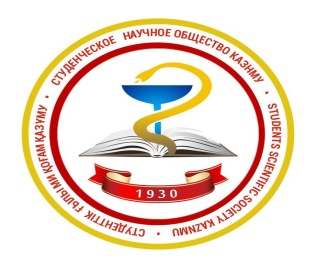 СТУДЕНЧЕСКОЕ НАУЧНОЕ ОБЩЕСТВО КАЗНМУ
STUDENTS SCIENTIFIC SOCIETY KAZNMU
СТУДЕНТТІК ҒЫЛЫМИ ҚОҒАМ ҚАЗҰМУ
1930